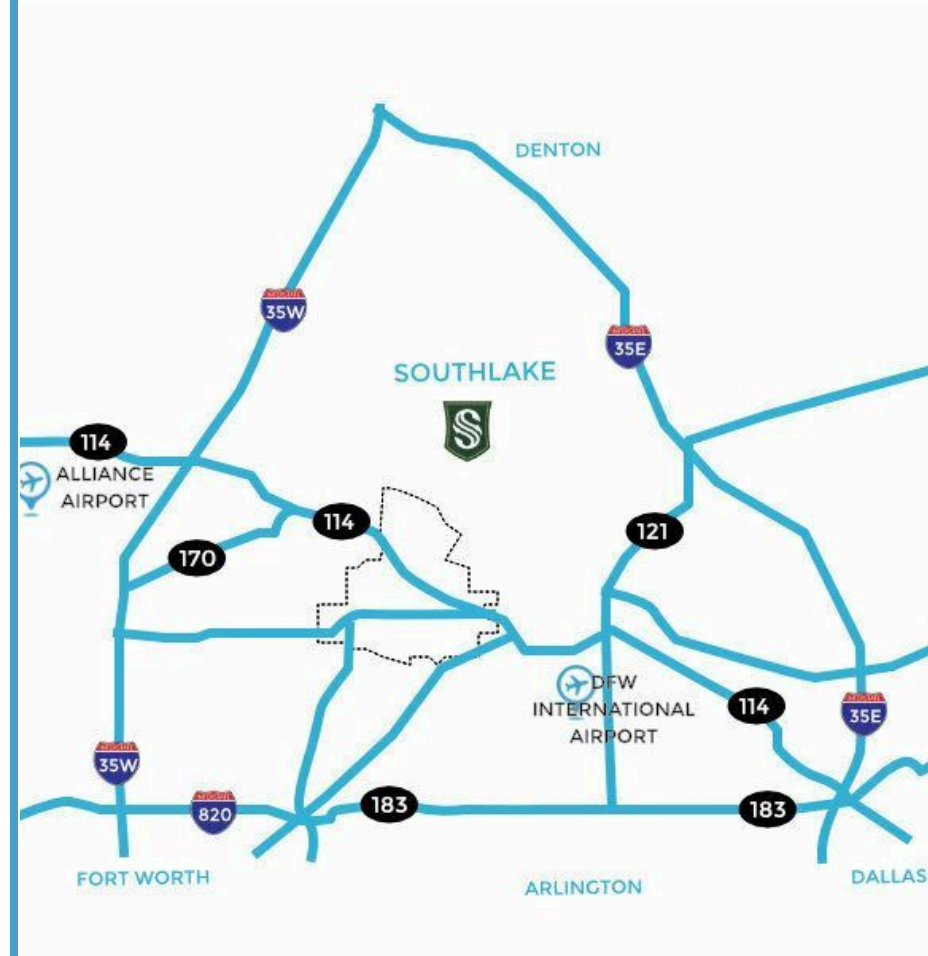 DENTON
35W
35E
SOUTHLAKE
S
114
ALLIANCE
AIRPORT
114
121
170
DFW
INTERNATIONAL
AIRPORT
114
35E
35W
820
183
183
FORT WORTH
ARLINGTON
DALLAS